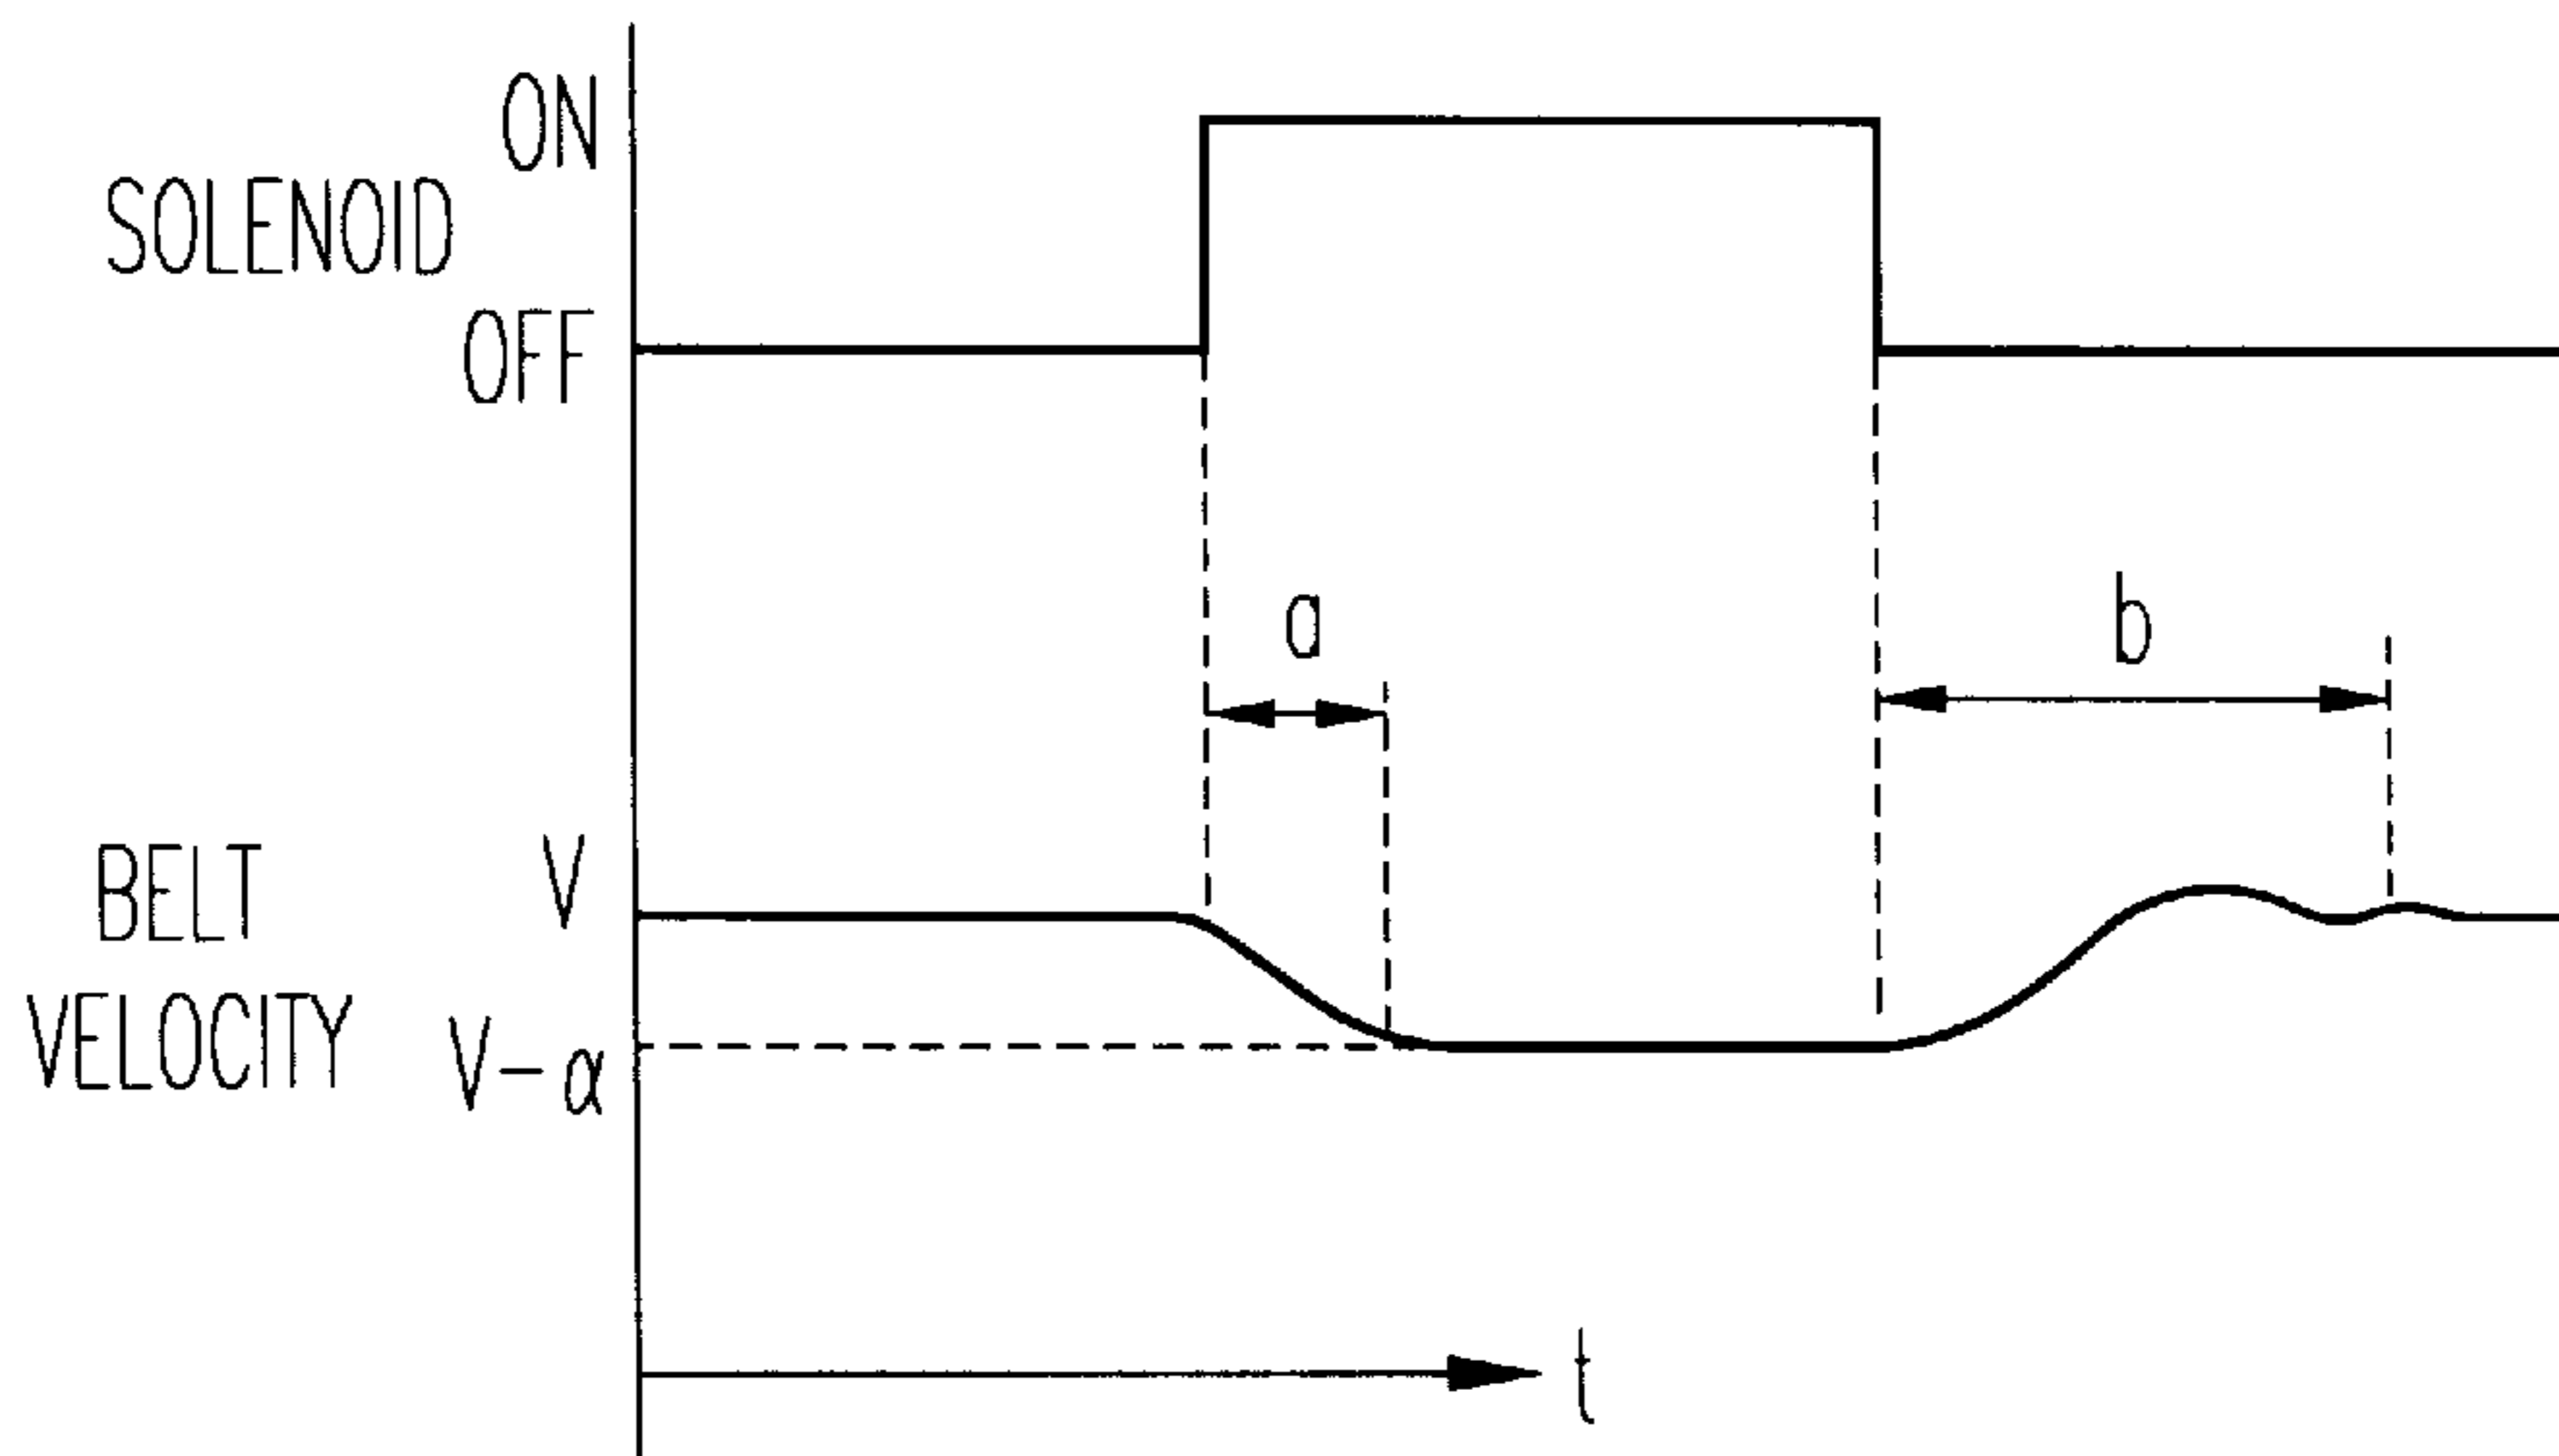 ON
SOLENOID
OFF
a
b
V
BELT
VELOCITY
V-α
t